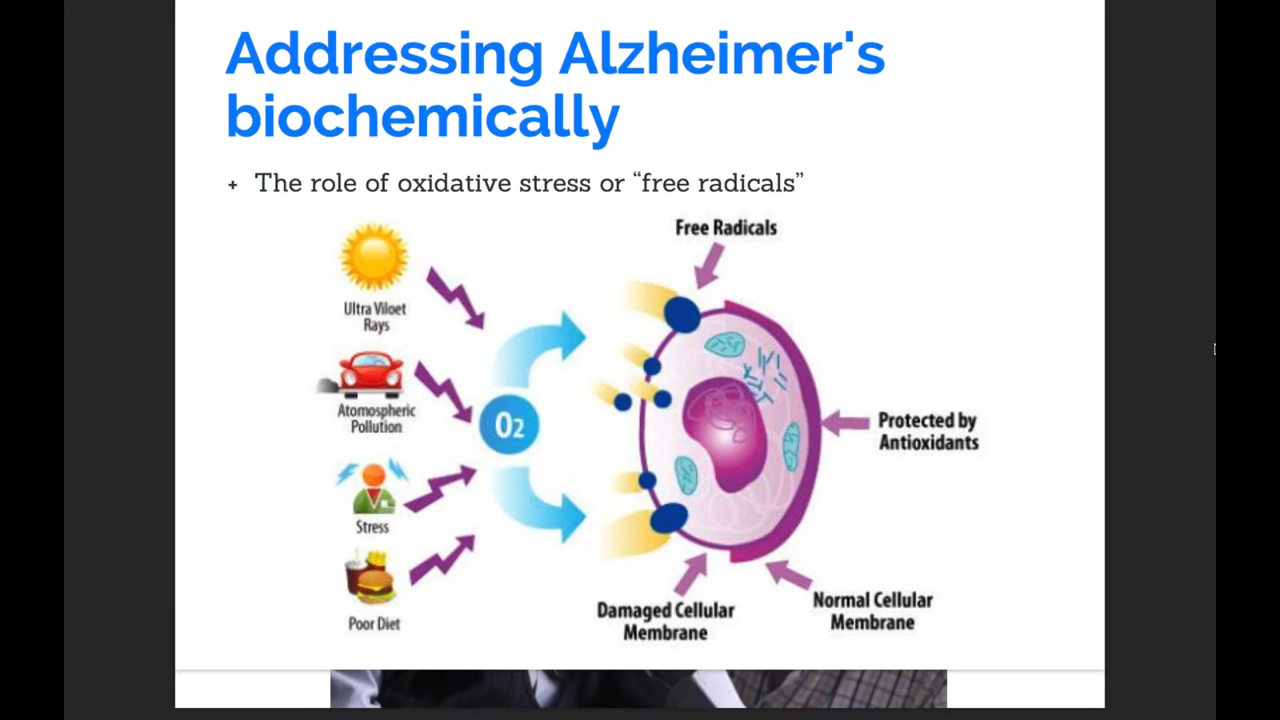 Addressing Alzheimer's
biochemically
+ The role of oxidative stress or “free radicals”
Free Radicals
Ultra Viloet
Rays
Atomospheric
Pollution
O2
Protected by
Antioxidants
Stress
Poor Diet
Damaged Cellular
Membrane
Normal Cellular
Membrane